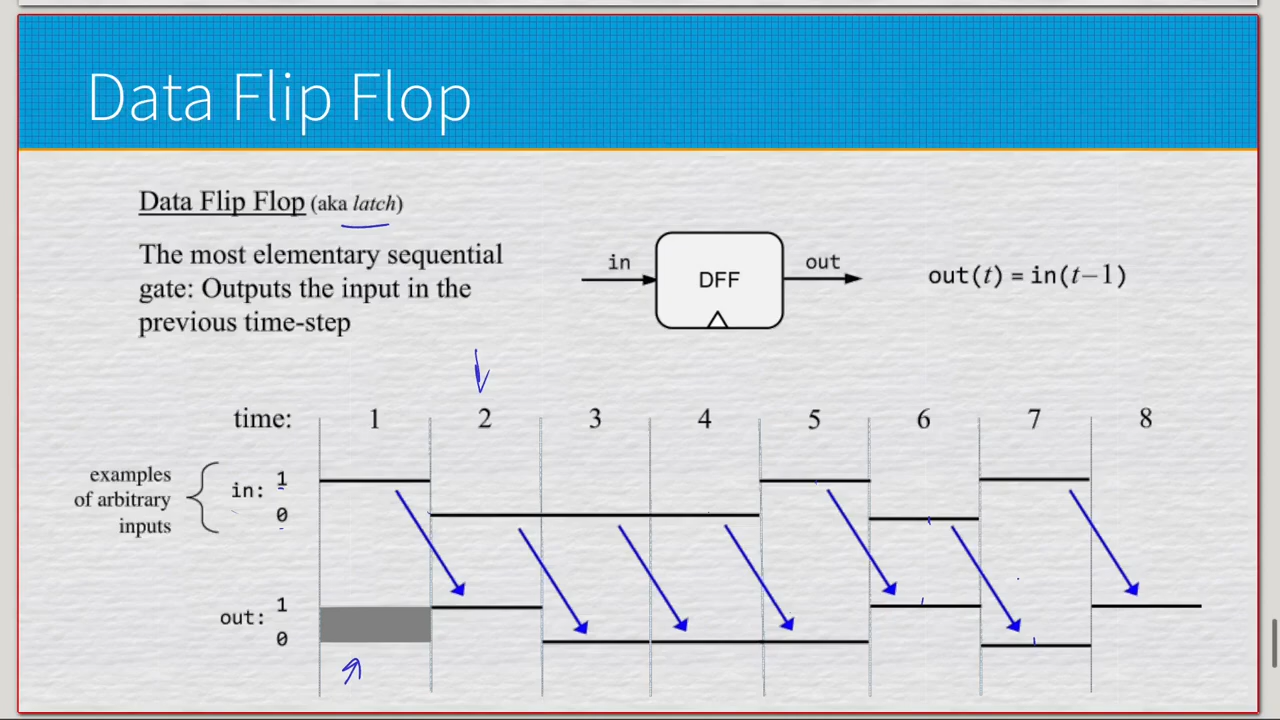 Data Flip Flop
Data Flip Flop (aka latch)
The most elementary sequential
gate: Outputs the input in the
previous time-step
in
DFF
out
out(t) = in(t−1)
time: 1 2 3 4 5 6 7 8
examples
of arbitrary
inputs
in: 1
0
out: 1
0